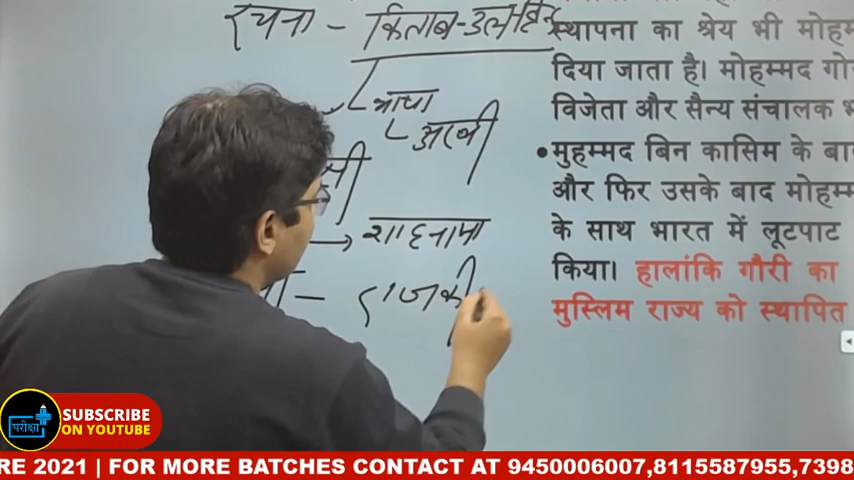 रचना - किताब-उल-हिन्द
भाषा
अरबी
सी
शाहनामा
राजकी
स्थापना का श्रेय भी मोहम
दिया जाता है। मोहम्मद गो
विजेता और सैन्य संचालक भ
•मुहम्मद बिन कासिम के बा
और फिर उसके बाद मोहम्म
के साथ भारत में लूटपाट
किया। हालांकि गौरी का
मुस्लिम राज्य को स्थापित
परीक्षा
SUBSCRIBE
ON YOUTUBE
RE 2021 | FOR MORE BATCHES CONTACT AT 9450006007,8115587955,7398